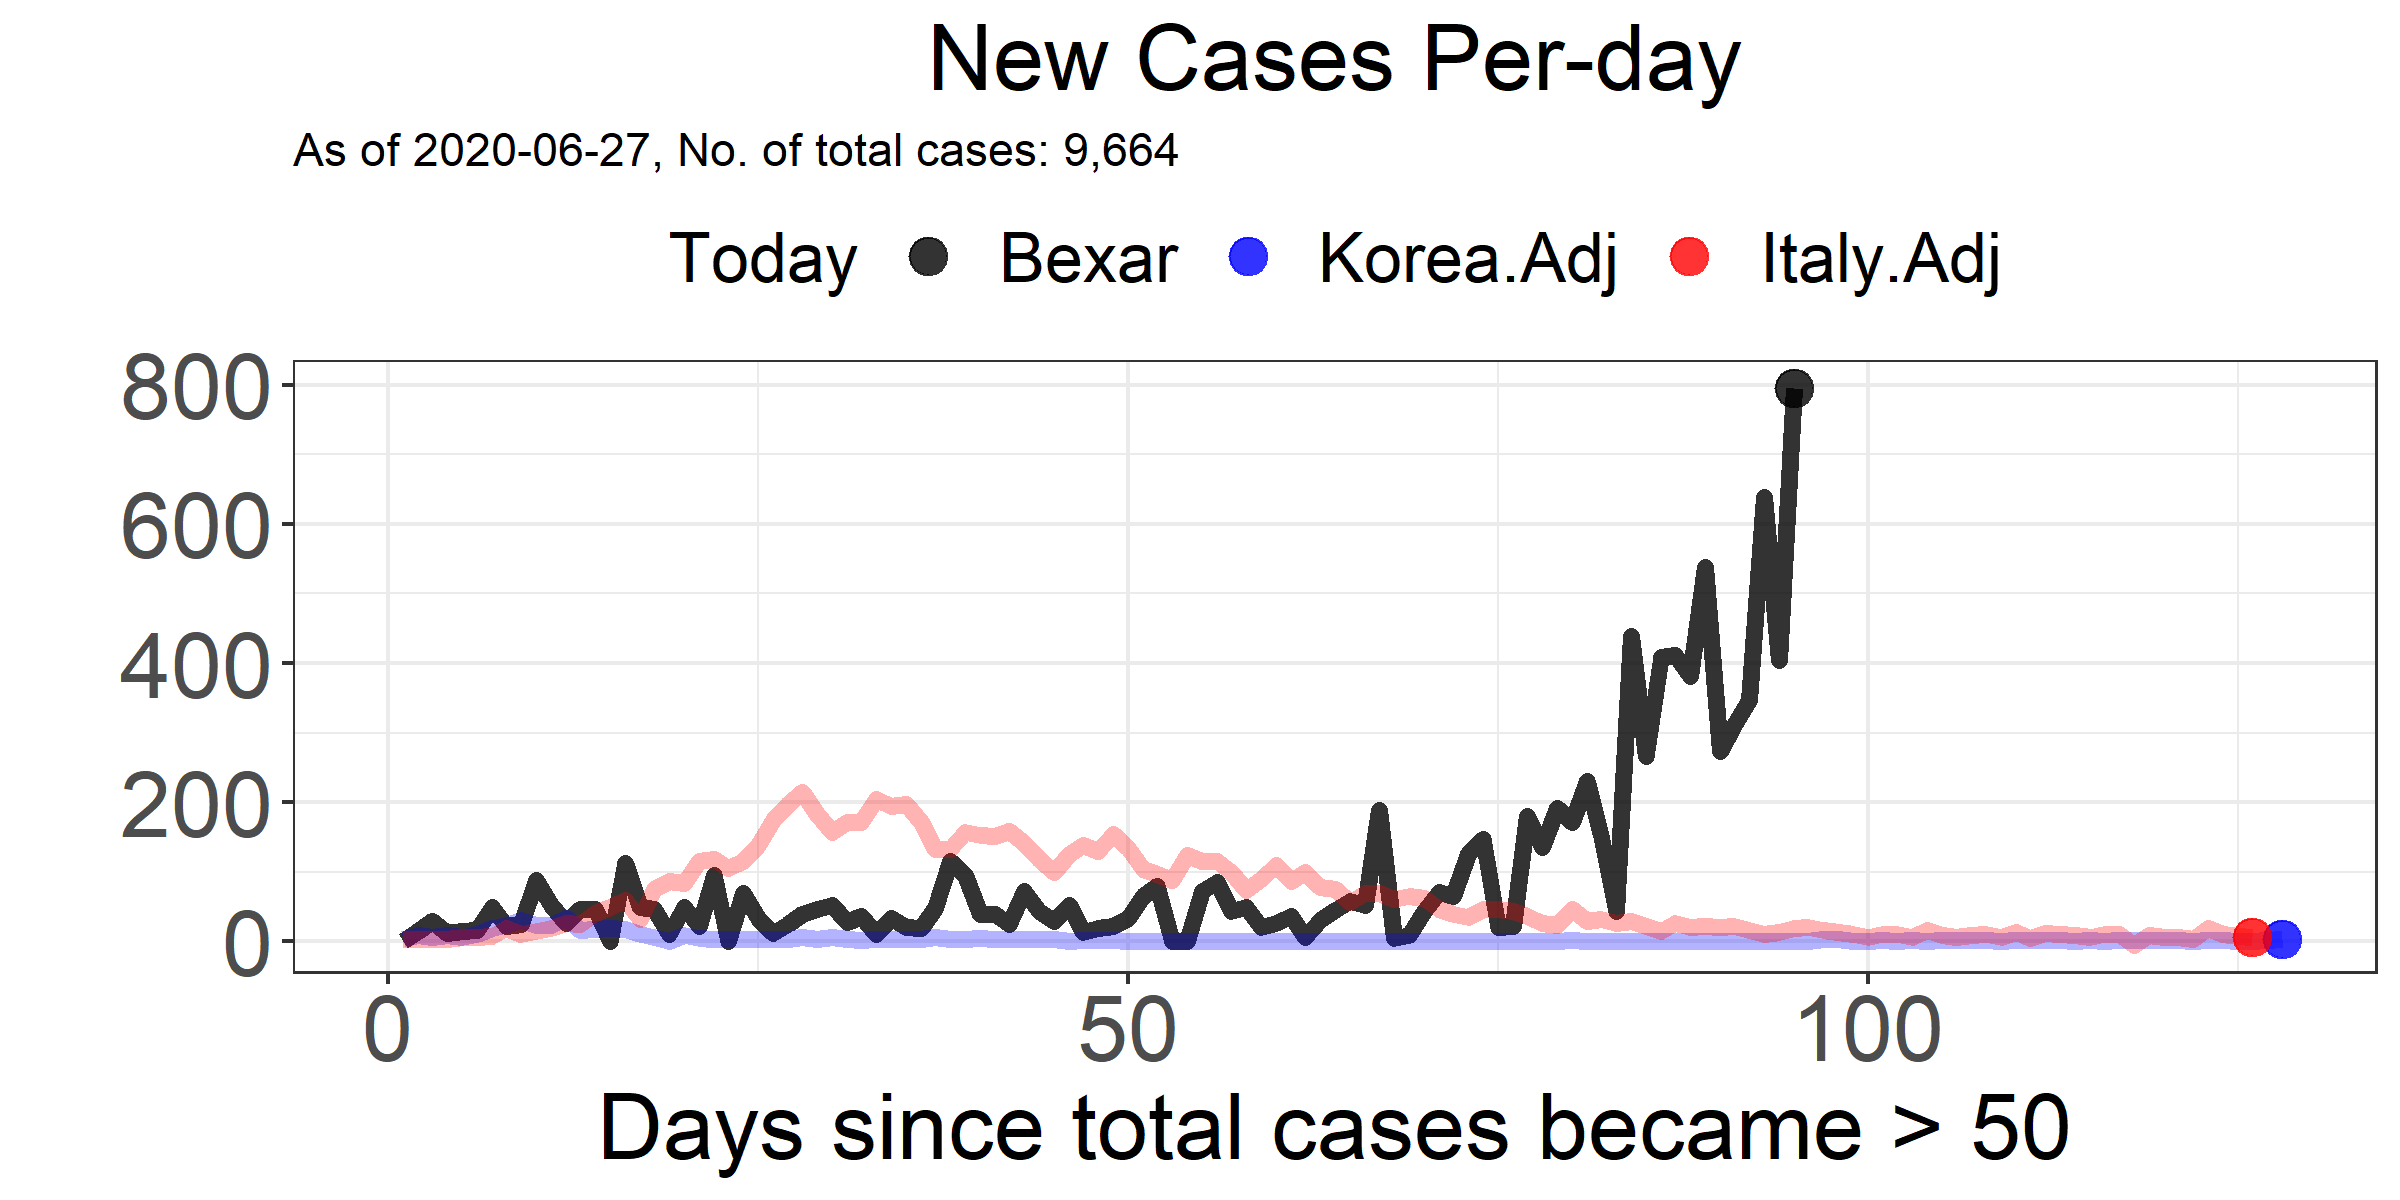 New Cases Per-day
As of 2020-06-27, No. of total cases: 9,664
Today Bexar Korea.Adj Italy.Adj
800
600
400
200
0
0 50 100
Days since total cases became > 50